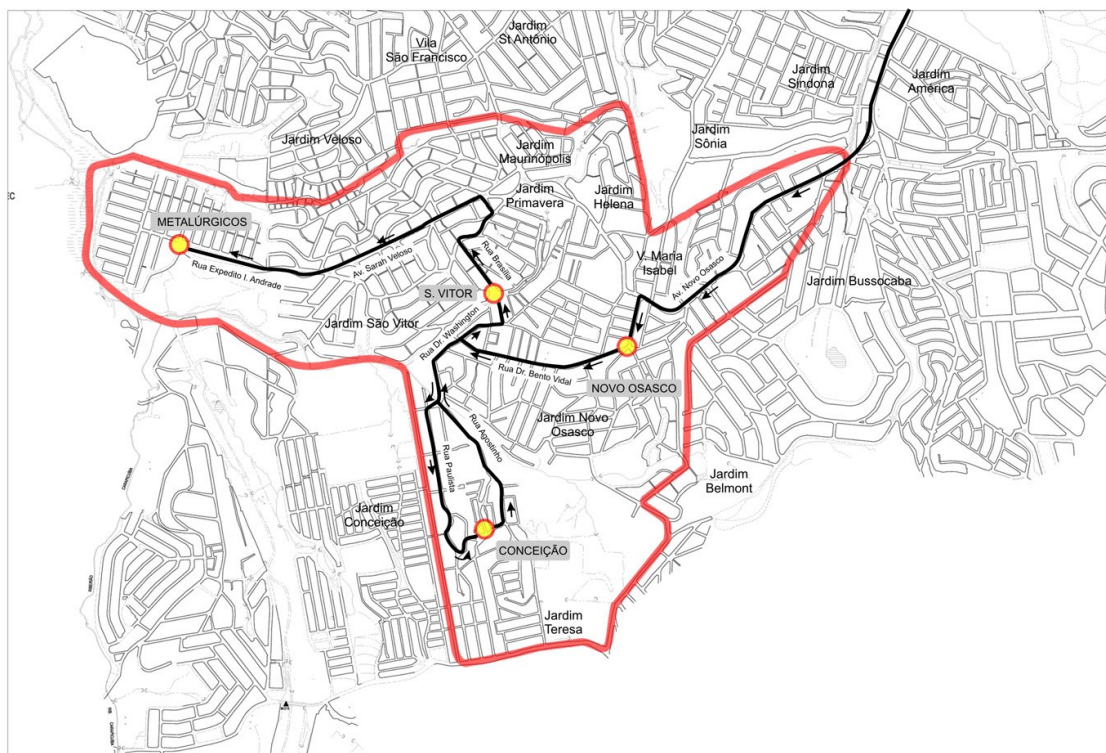 Jardim
St Antônio
Vila
São Francisco
Jardim
Sindona
Jardim
América
Jardim Veloso
Jardim
Maurinópolis
Jardim
Sônia
EC
Jardim
Primavera
Jardim
Helena
METALÚRGICOS
Rua Expedito I. Andrade
Av. Sarah Veloso
Rua Brasília
V. Maria
Isabel
Av. Novo Osasco
Jardim Bussocaba
S. VITOR
Jardim São Vitor
Rua Dr. Washington
Rua Dr. Bento Vidal
NOVO OSASCO
Jardim Novo
Osasco
Rua Agostinho
Rua Paulista
Jardim
Belmont
Jardim
Conceição
CONCEIÇÃO
Jardim
Teresa